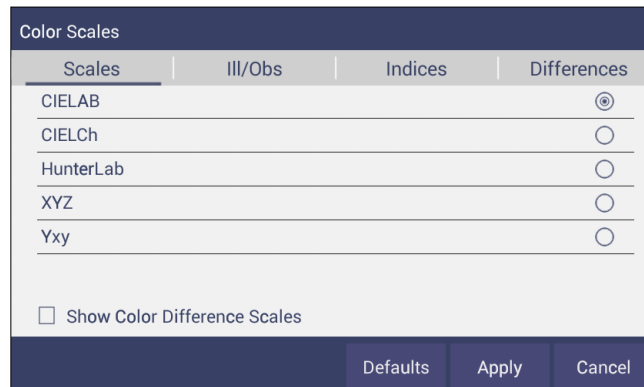 Color Scales
Scales Ill/Obs Indices Differences
CIELAB
CIELCh
HunterLab
XYZ
Yxy
Show Color Difference Scales
Defaults Apply Cancel